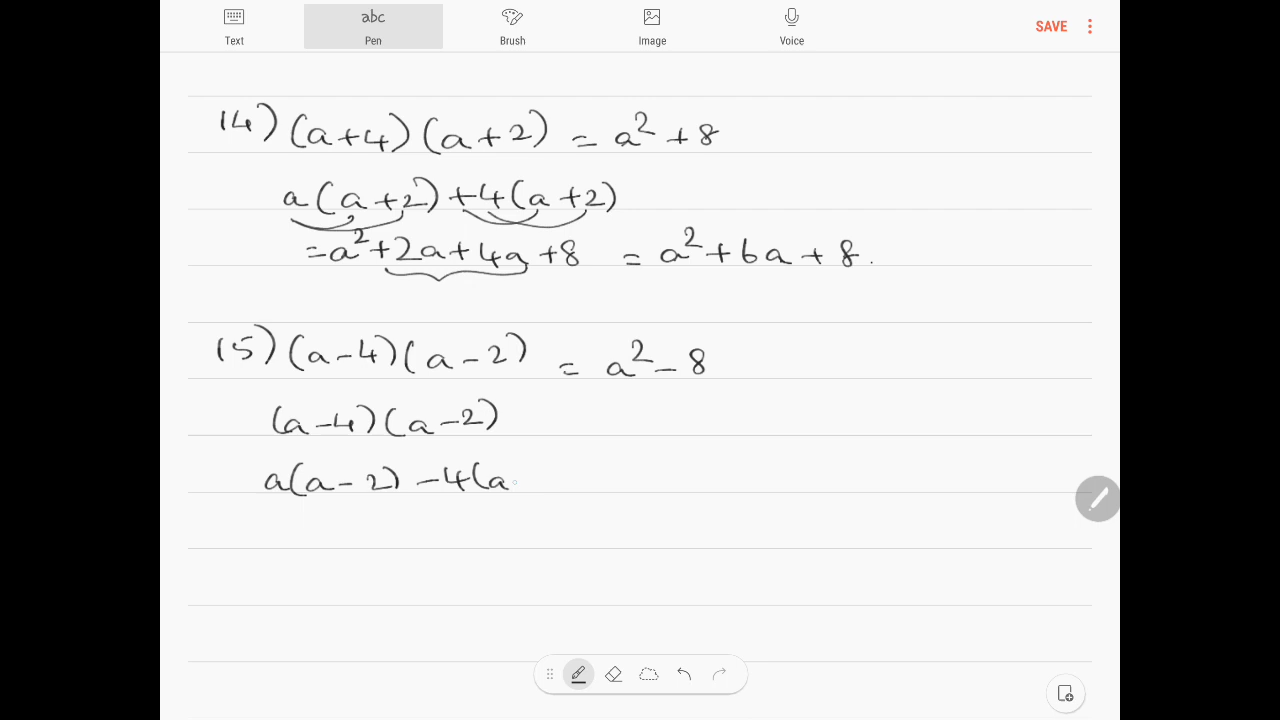 Text Pen Brush Image Voice SAVE
abc
14) (a+4)(a+2) = a² + 8
a(a+2)+4(a+2)
=a²+2a+4a+8 = a²+6a+8.
15) (a-4)(a-2) = a² - 8
(a-4)(a-2)
a(a-2) -4(a